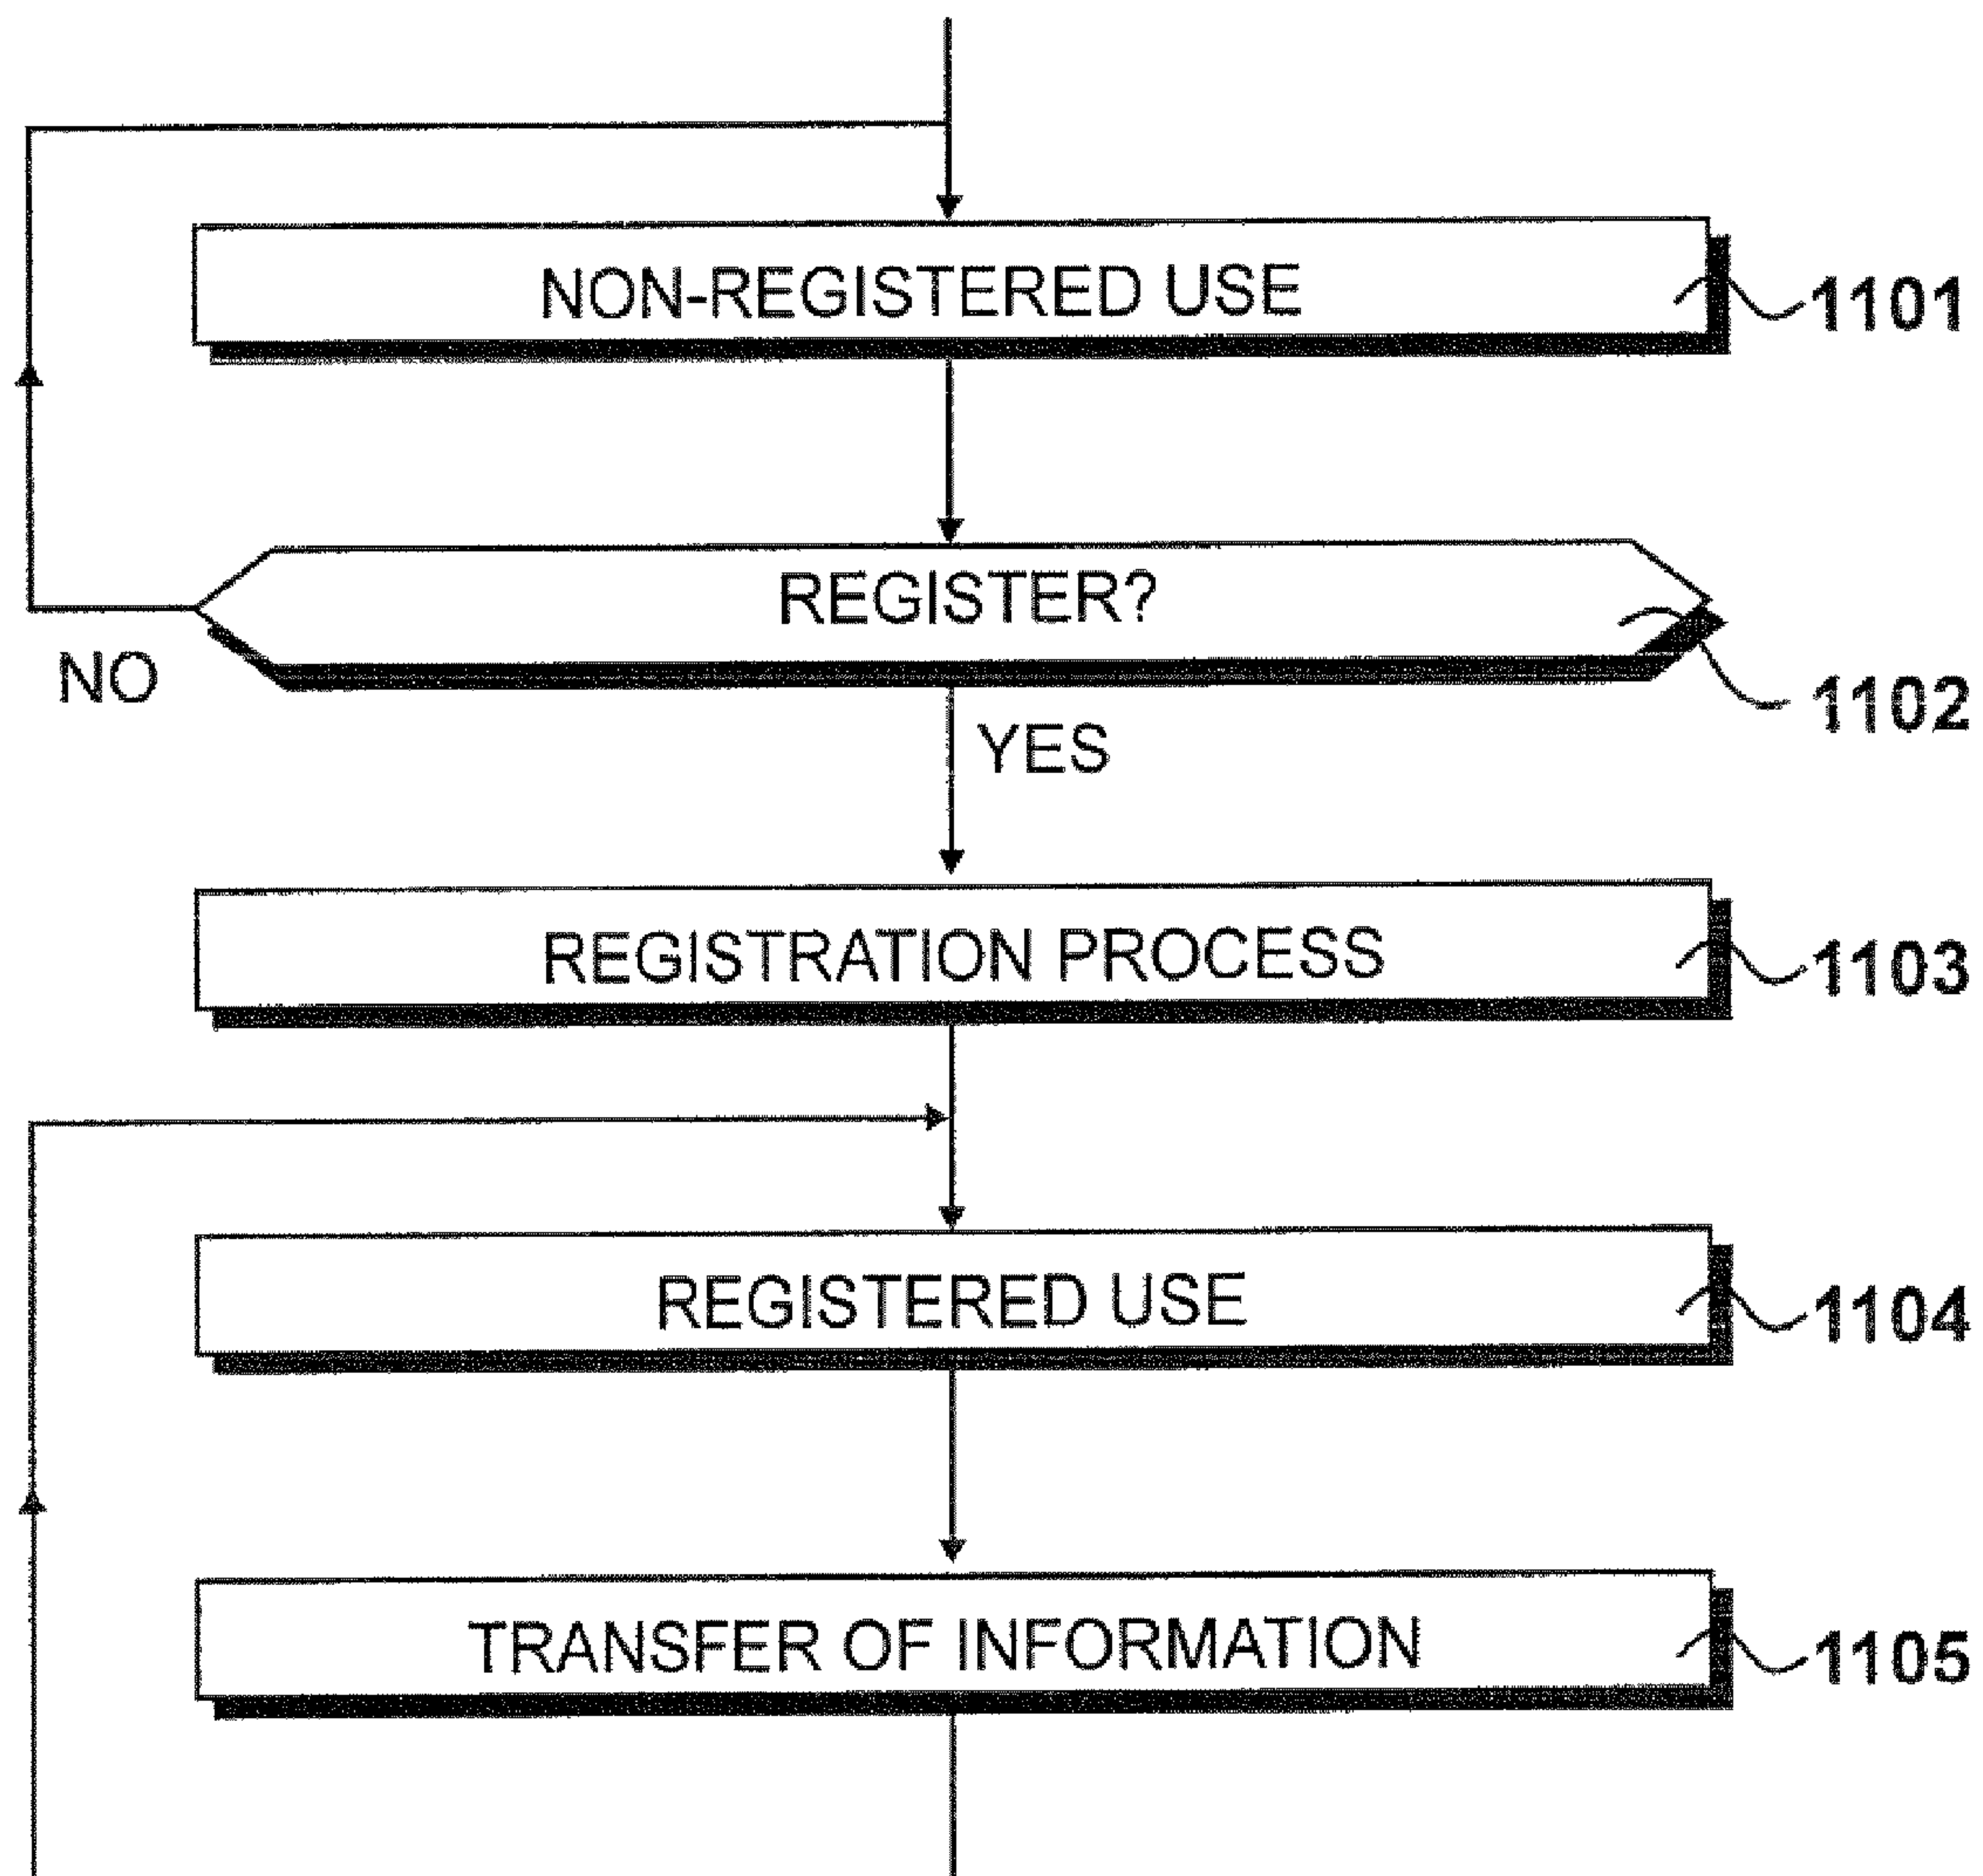 NON-REGISTERED USE
1101
REGISTER?
NO
1102
YES
REGISTRATION PROCESS
1103
REGISTERED USE
1104
TRANSFER OF INFORMATION
1105